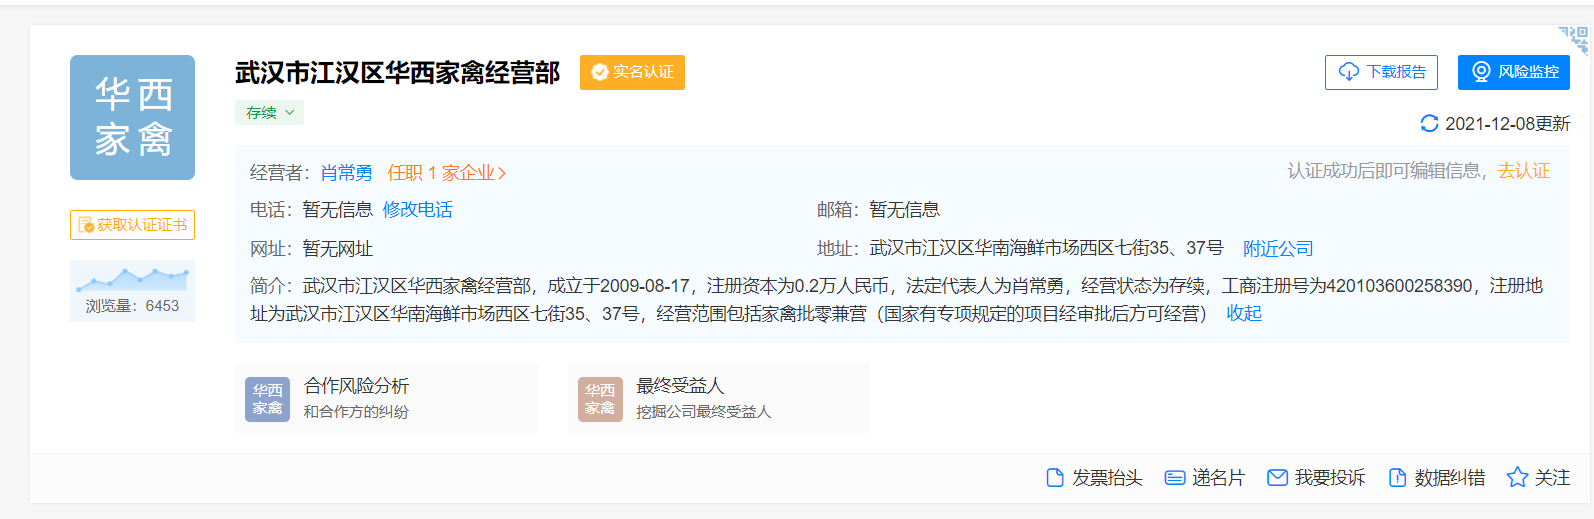 华西
家禽
武汉市江汉区华西家禽经营部
实名认证
下载报告
风险监控
存续
2021-12-08更新
经营者：肖常勇 任职 1 家企业>
认证成功后即可编辑信息，去认证
电话：暂无信息 修改电话
邮箱：暂无信息
获取认证证书
网址：暂无网址
地址：武汉市江汉区华南海鲜市场西区七街35、37号 附近公司
浏览量：6453
简介：武汉市江汉区华西家禽经营部，成立于2009-08-17，注册资本为0.2万人民币，法定代表人为肖常勇，经营状态为存续，工商注册号为420103600258390，注册地
址为武汉市江汉区华南海鲜市场西区七街35、37号，经营范围包括家禽批零兼营（国家有专项规定的项目经审批后方可经营） 收起
华西
家禽
合作风险分析
和合作方的纠纷
华西
家禽
最终受益人
挖掘公司最终受益人
发票抬头
递名片
我要投诉
数据纠错
关注